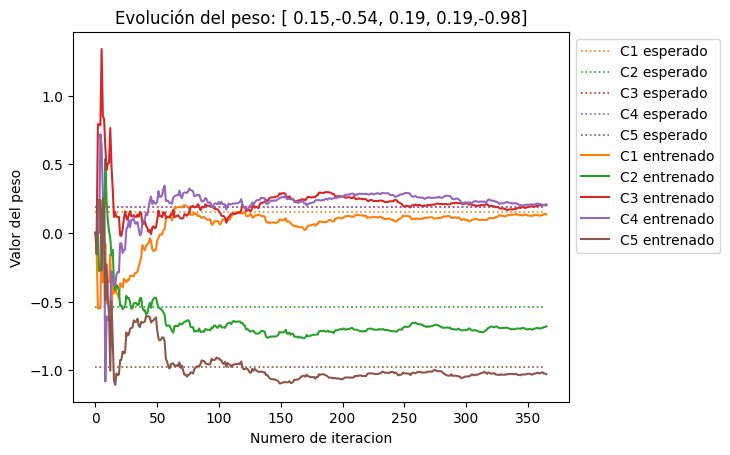 Evolución del peso: [ 0.15,-0.54, 0.19, 0.19,-0.98]
C1 esperado
C2 esperado
C3 esperado
C4 esperado
C5 esperado
C1 entrenado
C2 entrenado
C3 entrenado
C4 entrenado
C5 entrenado
Valor del peso
1.0
0.5
0.0
−0.5
−1.0
0 50 100 150 200 250 300 350
Numero de iteracion